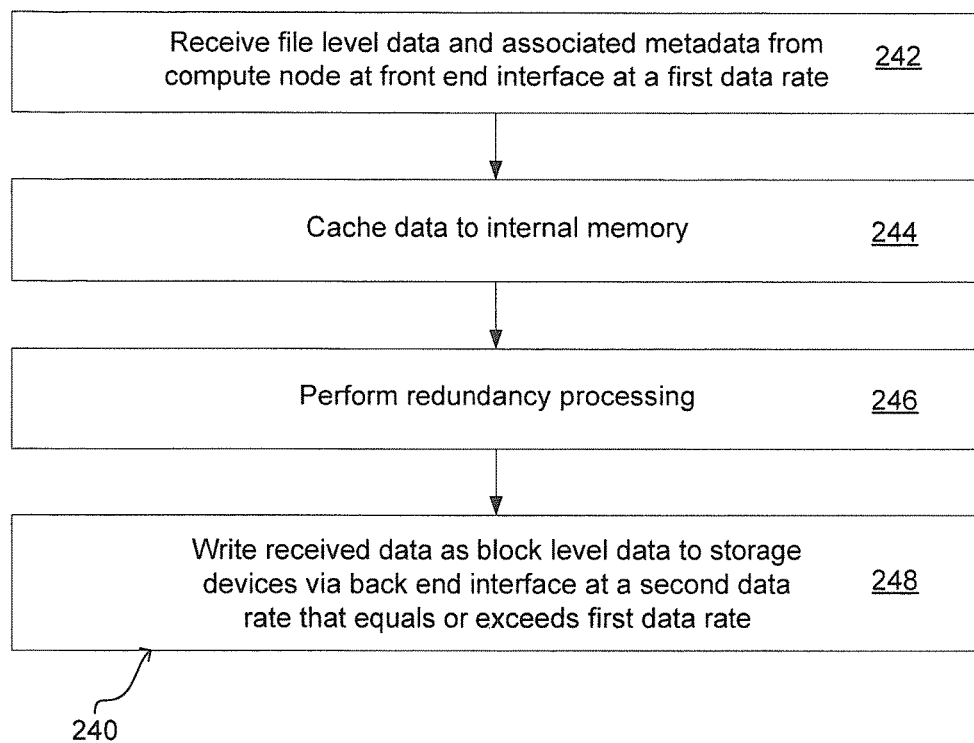 Receive file level data and associated metadata from
compute node at front end interface at a first data rate
242
Cache data to internal memory
244
Perform redundancy processing
246
Write received data as block level data to storage
devices via back end interface at a second data
rate that equals or exceeds first data rate
248
240